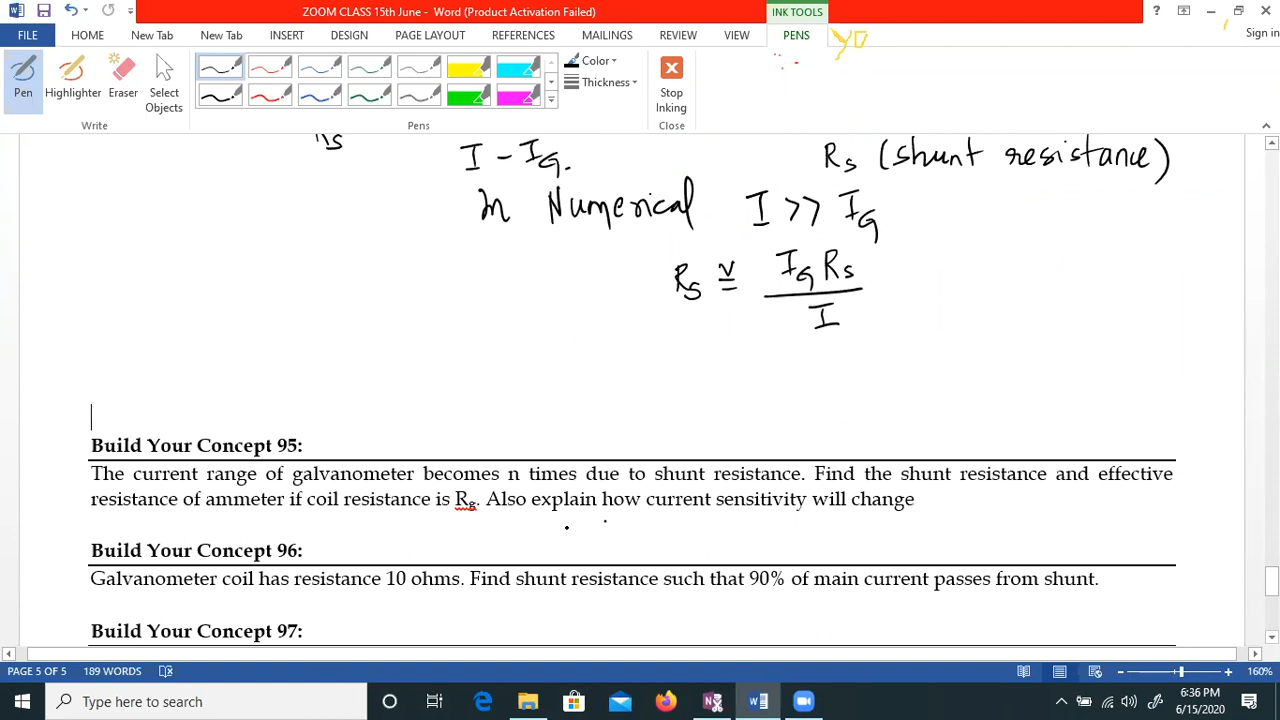 ZOOM CLASS 15th June - Word (Product Activation Failed)
INK TOOLS
?
FILE
HOME
New Tab
New Tab
INSERT
DESIGN
PAGE LAYOUT
REFERENCES
MAILINGS
REVIEW
VIEW
PENS
Sign in
Pen
Highlighter
Eraser
Select Objects
Color
Thickness
Stop Inking
Write
Pens
Close
Rs
I - IG.
Rs (shunt resistance)
In Numerical I >> IG
Rs ≅ IG Rs / I
Build Your Concept 95:
The current range of galvanometer becomes n times due to shunt resistance. Find the shunt resistance and effective
resistance of ammeter if coil resistance is Rg. Also explain how current sensitivity will change
Build Your Concept 96:
Galvanometer coil has resistance 10 ohms. Find shunt resistance such that 90% of main current passes from shunt.
Build Your Concept 97:
PAGE 5 OF 5
189 WORDS
160%
Type here to search
6:36 PM
6/15/2020